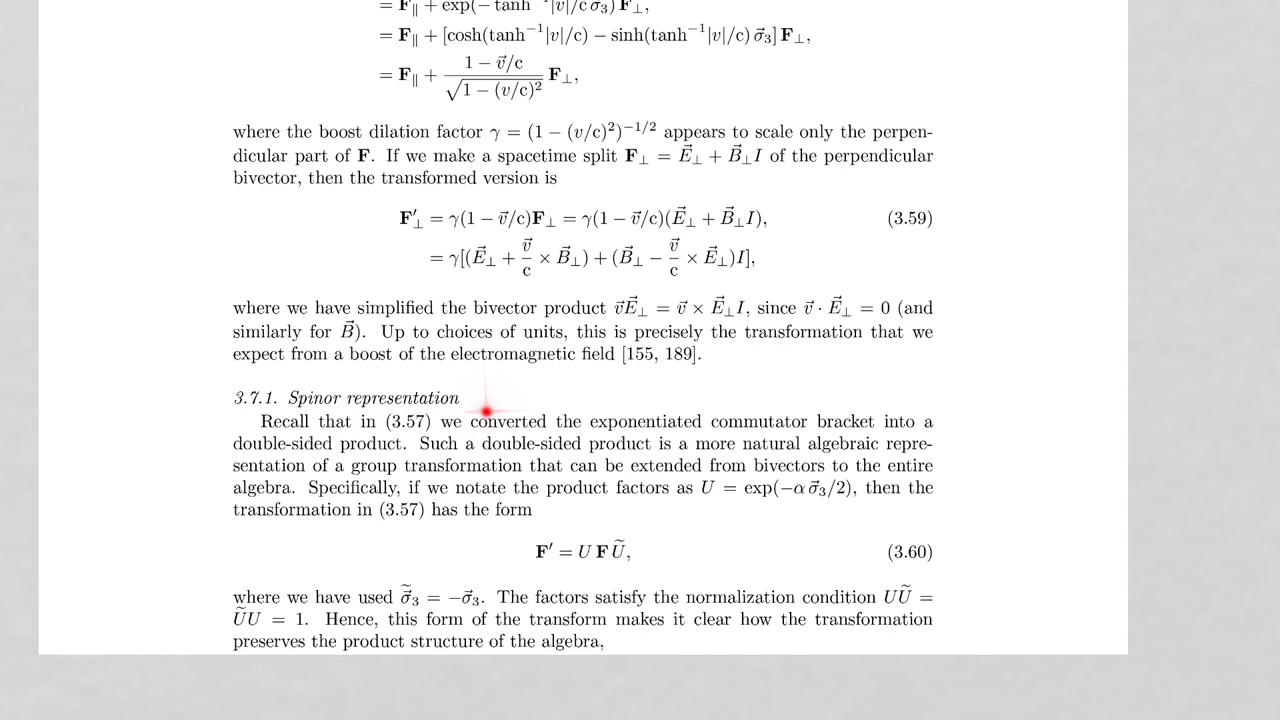 = F∥ + exp(− tanh⁻¹|v|/c σ⃗₃) F⊥,
= F∥ + [cosh(tanh⁻¹|v|/c) − sinh(tanh⁻¹|v|/c) σ⃗₃] F⊥,
= F∥ + (1 − v⃗/c)/√(1 − (v/c)²) F⊥,
where the boost dilation factor γ = (1 − (v/c)²)⁻¹/² appears to scale only the perpen-
dicular part of F. If we make a spacetime split F⊥ = E⃗⊥ + B⃗⊥I of the perpendicular
bivector, then the transformed version is
F′⊥ = γ(1 − v⃗/c)F⊥ = γ(1 − v⃗/c)(E⃗⊥ + B⃗⊥I), (3.59)
= γ[(E⃗⊥ + v⃗/c × B⃗⊥) + (B⃗⊥ − v⃗/c × E⃗⊥)I],
where we have simplified the bivector product v⃗E⃗⊥ = v⃗ × E⃗⊥I, since v⃗ · E⃗⊥ = 0 (and
similarly for B⃗). Up to choices of units, this is precisely the transformation that we
expect from a boost of the electromagnetic field [155, 189].
3.7.1. Spinor representation
Recall that in (3.57) we converted the exponentiated commutator bracket into a
double-sided product. Such a double-sided product is a more natural algebraic repre-
sentation of a group transformation that can be extended from bivectors to the entire
algebra. Specifically, if we notate the product factors as U = exp(−α σ⃗₃/2), then the
transformation in (3.57) has the form
F′ = U F Ũ, (3.60)
where we have used σ⃗̃₃ = −σ⃗₃. The factors satisfy the normalization condition UŨ =
ŨU = 1. Hence, this form of the transform makes it clear how the transformation
preserves the product structure of the algebra,